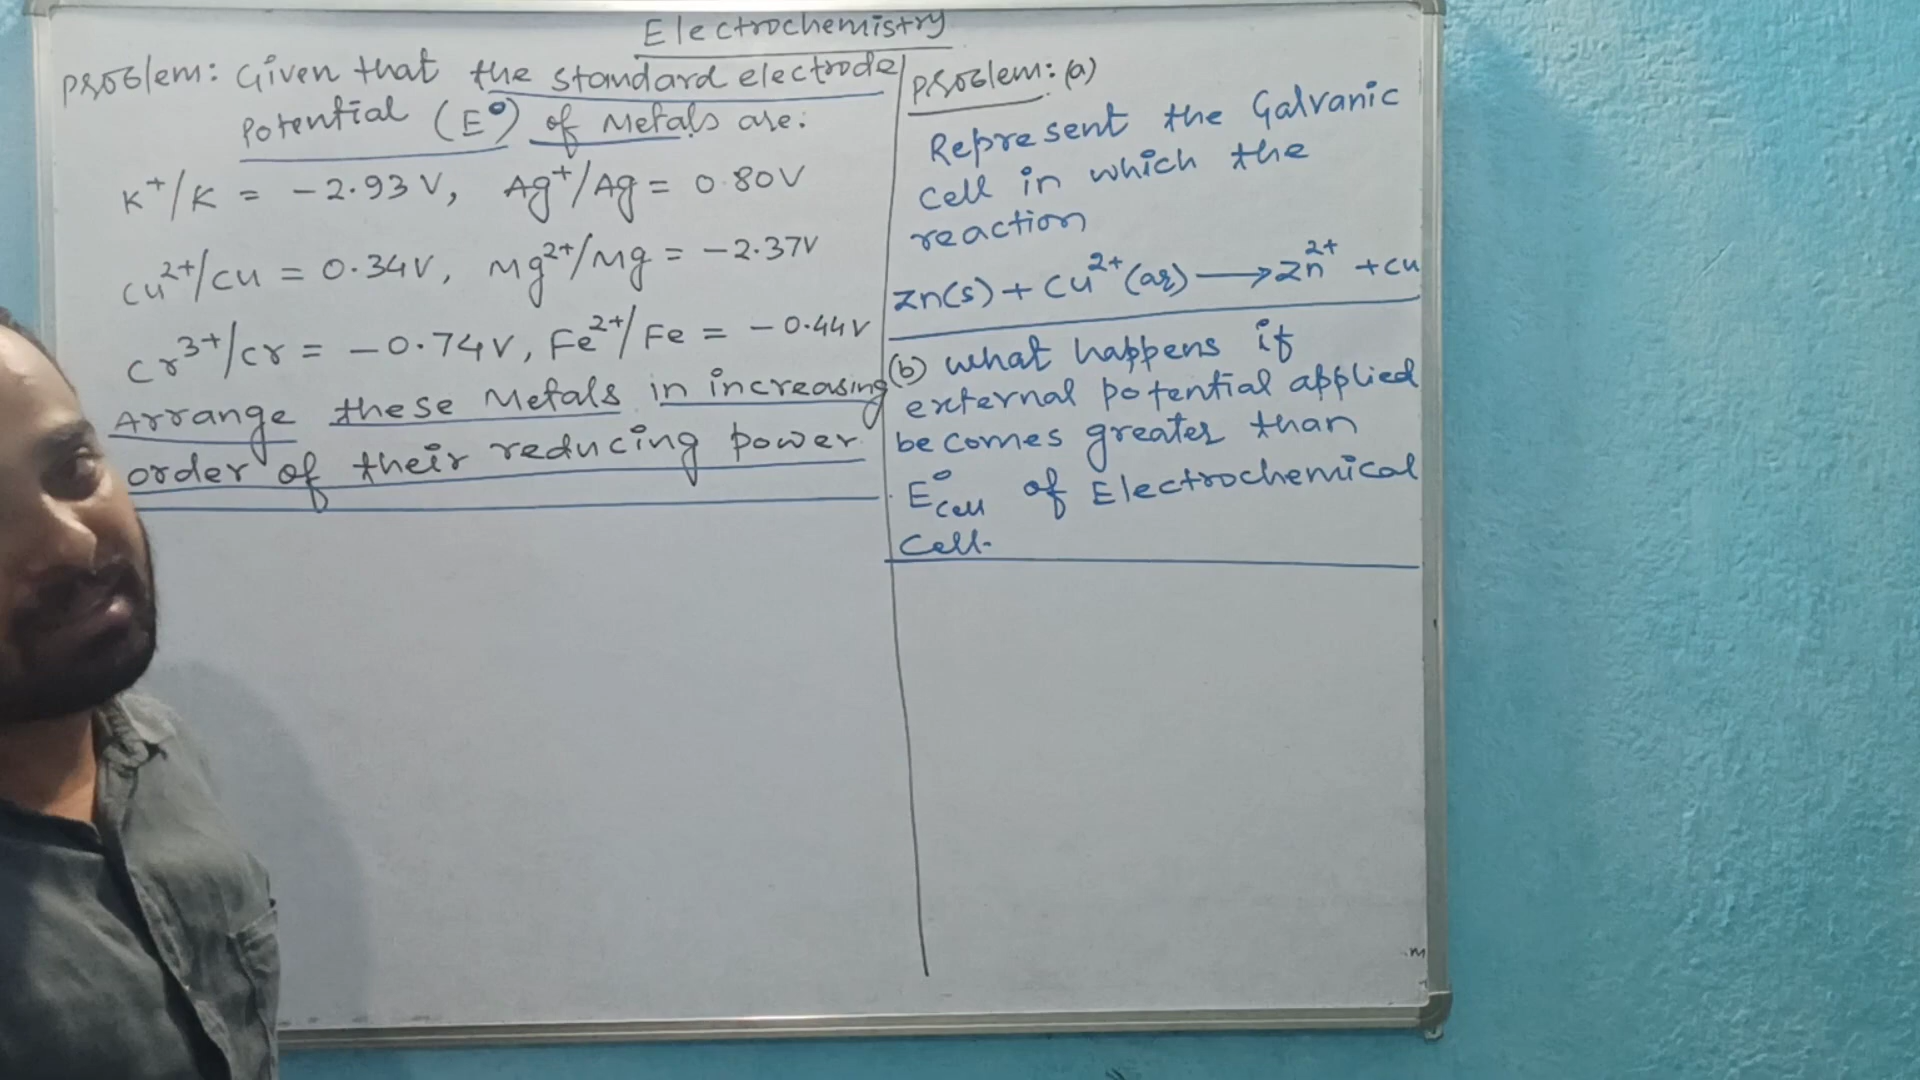 Electrochemistry
Problem: Given that the standard electrode
Potential (E⁰) of Metals are:
K⁺/K = -2.93 V, Ag⁺/Ag = 0.80V
Cu²⁺/Cu = 0.34V, Mg²⁺/Mg = -2.37V
Cr³⁺/Cr = -0.74V, Fe²⁺/Fe = -0.44V
Arrange these Metals in increasing
order of their reducing power.
Problem: (a)
Represent the Galvanic
Cell in which the
reaction
Zn(s) + Cu²⁺(aq) → Zn²⁺ + Cu
(b) What happens if
external potential applied
becomes greater than
E⁰cell of Electrochemical
Cell.